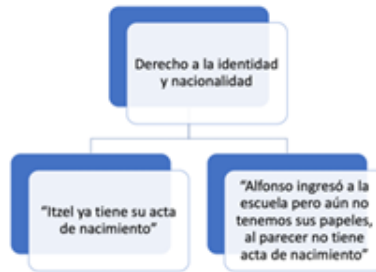 Derecho a la identidad
y nacionalidad
“Itzel ya tiene su acta
de nacimiento”
“Alfonso ingresó a la
escuela pero aún no
tenemos sus papeles,
al parecer no tiene
acta de nacimiento”